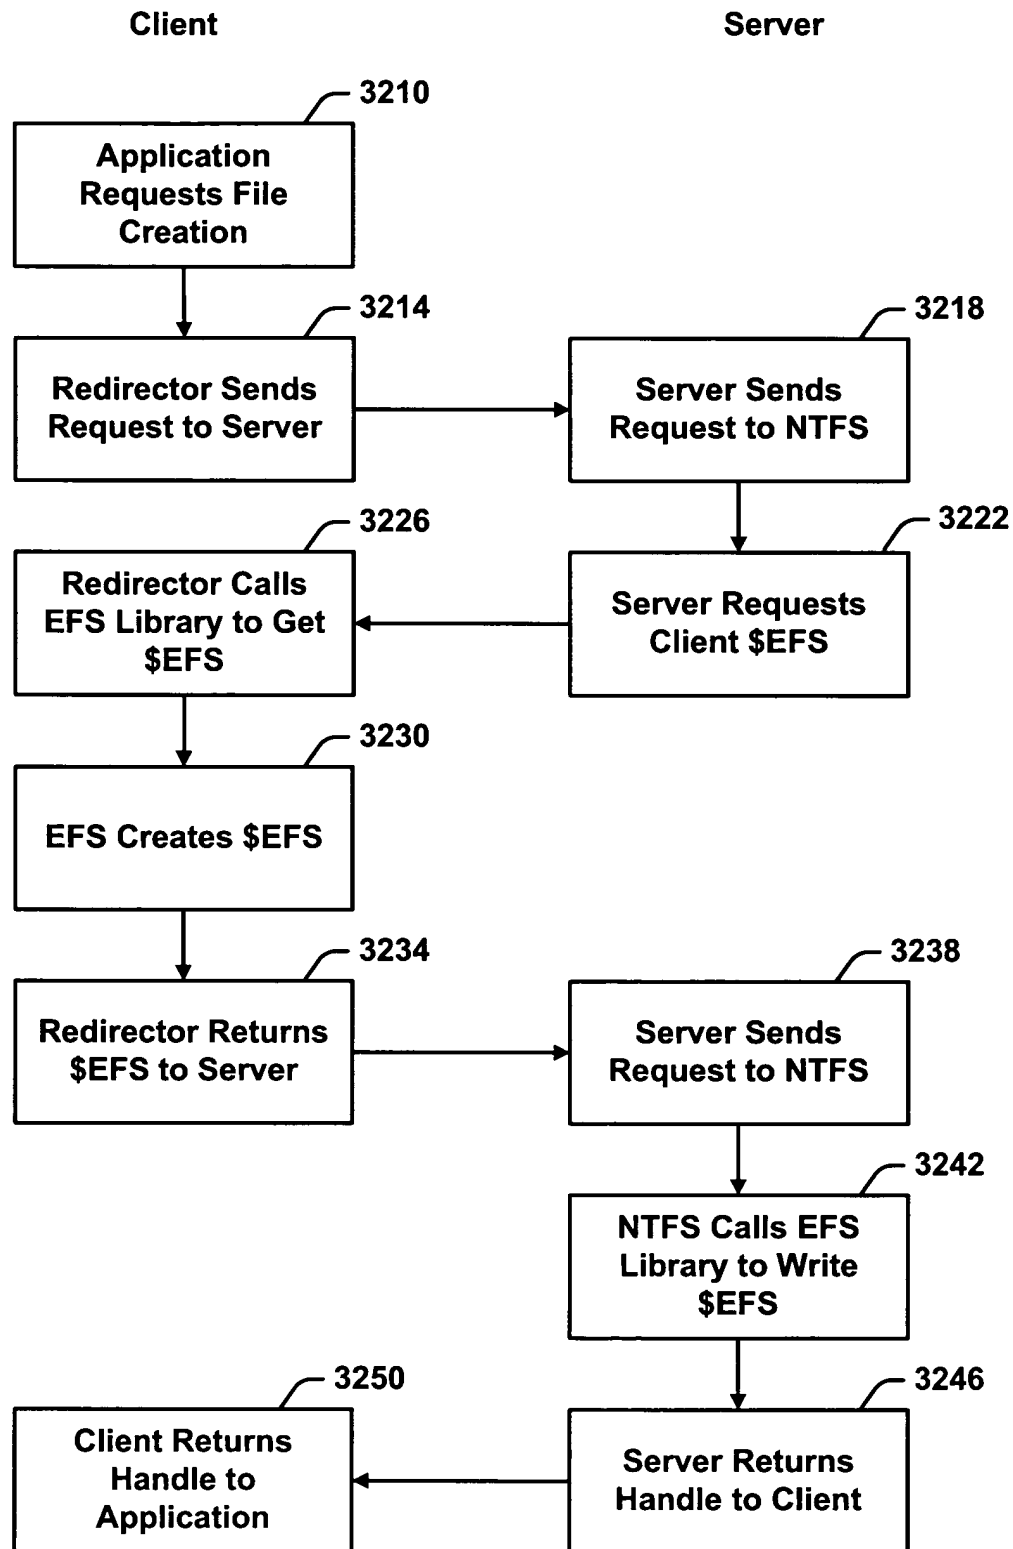 Client
Server
3210
Application
Requests File
Creation
3214
Redirector Sends
Request to Server
3218
Server Sends
Request to NTFS
3222
Server Requests
Client $EFS
3226
Redirector Calls
EFS Library to Get
$EFS
3230
EFS Creates $EFS
3234
Redirector Returns
$EFS to Server
3238
Server Sends
Request to NTFS
3242
NTFS Calls EFS
Library to Write
$EFS
3246
Server Returns
Handle to Client
3250
Client Returns
Handle to
Application